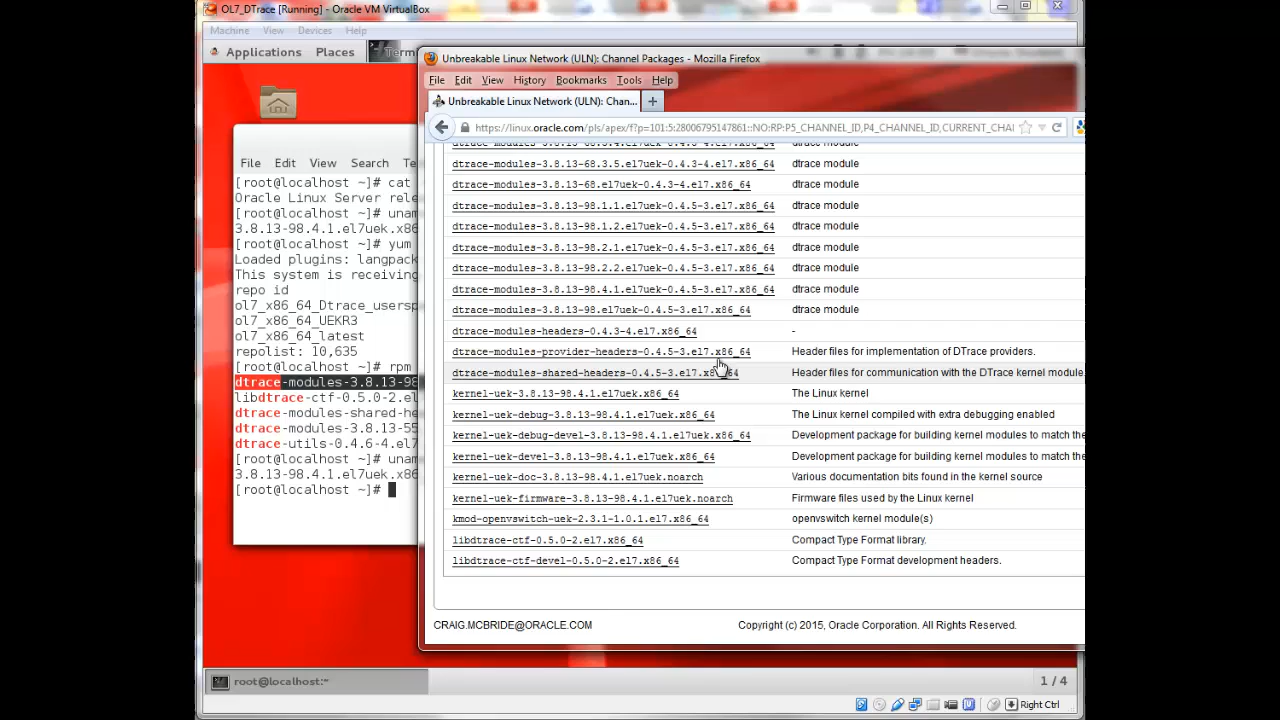 OL7_DTrace [Running] - Oracle VM VirtualBox
Machine View Devices Help
Applications Places Term
Unbreakable Linux Network (ULN): Channel Packages - Mozilla Firefox
File Edit View History Bookmarks Tools Help
Unbreakable Linux Network (ULN): Chan...
https://linux.oracle.com/pls/apex/f?p=101:5:28006795147861::NO:RP:P5_CHANNEL_ID,P4_CHANNEL_ID,CURRENT_CHAI
File Edit View Search Te
[root@localhost ~]# cat
Oracle Linux Server rele
[root@localhost ~]# unam
3.8.13-98.4.1.el7uek.x86
[root@localhost ~]# yum
Loaded plugins: langpack
This system is receiving
repo id
ol7_x86_64_Dtrace_usersp
ol7_x86_64_UEKR3
ol7_x86_64_latest
repolist: 10,635
[root@localhost ~]# rpm
dtrace-modules-3.8.13-98
libdtrace-ctf-0.5.0-2.el
dtrace-modules-shared-he
dtrace-modules-3.8.13-55
dtrace-utils-0.4.6-4.el7
[root@localhost ~]# unam
3.8.13-98.4.1.el7uek.x86
[root@localhost ~]#
dtrace-modules-3.8.13-68.3.5.el7uek-0.4.3-4.el7.x86_64 dtrace module
dtrace-modules-3.8.13-68.el7uek-0.4.3-4.el7.x86_64 dtrace module
dtrace-modules-3.8.13-98.1.1.el7uek-0.4.5-3.el7.x86_64 dtrace module
dtrace-modules-3.8.13-98.1.2.el7uek-0.4.5-3.el7.x86_64 dtrace module
dtrace-modules-3.8.13-98.2.1.el7uek-0.4.5-3.el7.x86_64 dtrace module
dtrace-modules-3.8.13-98.2.2.el7uek-0.4.5-3.el7.x86_64 dtrace module
dtrace-modules-3.8.13-98.4.1.el7uek-0.4.5-3.el7.x86_64 dtrace module
dtrace-modules-3.8.13-98.el7uek-0.4.5-3.el7.x86_64 dtrace module
dtrace-modules-headers-0.4.3-4.el7.x86_64 -
dtrace-modules-provider-headers-0.4.5-3.el7.x86_64 Header files for implementation of DTrace providers.
dtrace-modules-shared-headers-0.4.5-3.el7.x86_64 Header files for communication with the DTrace kernel module.
kernel-uek-3.8.13-98.4.1.el7uek.x86_64 The Linux kernel
kernel-uek-debug-3.8.13-98.4.1.el7uek.x86_64 The Linux kernel compiled with extra debugging enabled
kernel-uek-debug-devel-3.8.13-98.4.1.el7uek.x86_64 Development package for building kernel modules to match the
kernel-uek-devel-3.8.13-98.4.1.el7uek.x86_64 Development package for building kernel modules to match the
kernel-uek-doc-3.8.13-98.4.1.el7uek.noarch Various documentation bits found in the kernel source
kernel-uek-firmware-3.8.13-98.4.1.el7uek.noarch Firmware files used by the Linux kernel
kmod-openvswitch-uek-2.3.1-1.0.1.el7.x86_64 openvswitch kernel module(s)
libdtrace-ctf-0.5.0-2.el7.x86_64 Compact Type Format library.
libdtrace-ctf-devel-0.5.0-2.el7.x86_64 Compact Type Format development headers.
CRAIG.MCBRIDE@ORACLE.COM Copyright (c) 2015, Oracle Corporation. All Rights Reserved.
root@localhost:~ 1 / 4
Right Ctrl